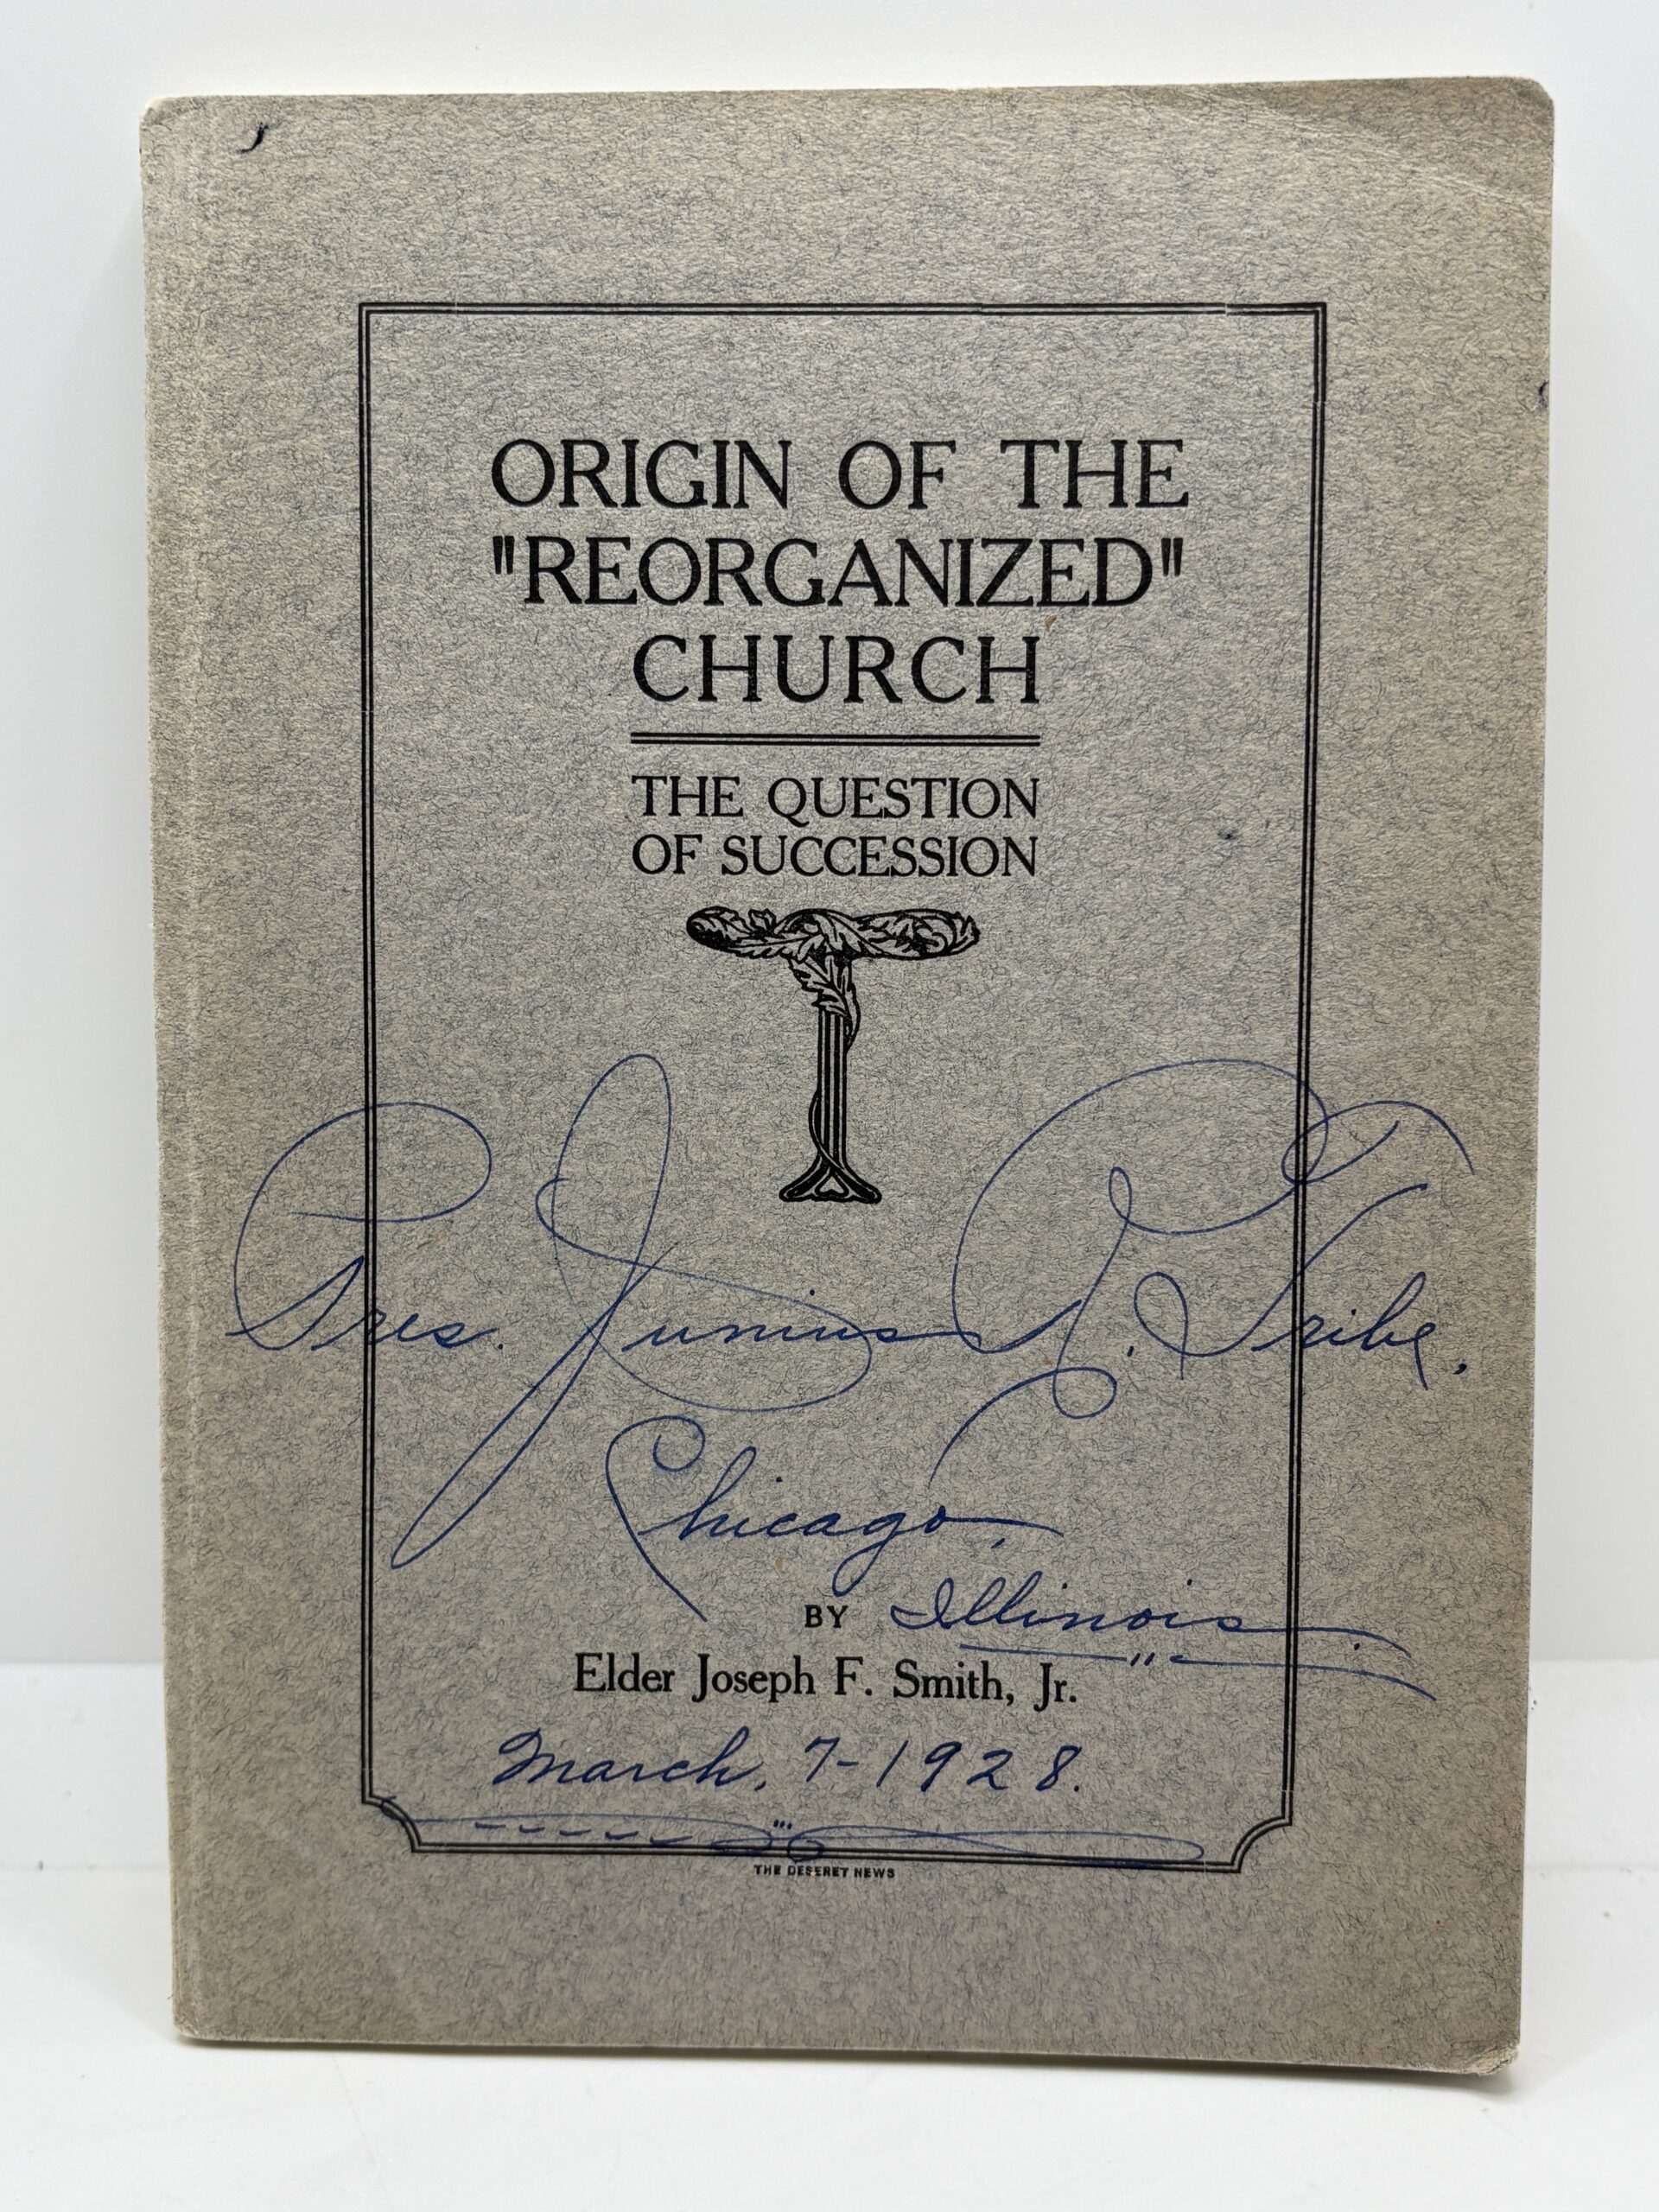 ORIGIN OF THE
"REORGANIZED"
CHURCH
THE QUESTION
OF SUCCESSION
Pres. Junius A. Tribe.
Chicago,
BY Illinois.
Elder Joseph F. Smith, Jr.
March, 7-1928.
THE DESERET NEWS